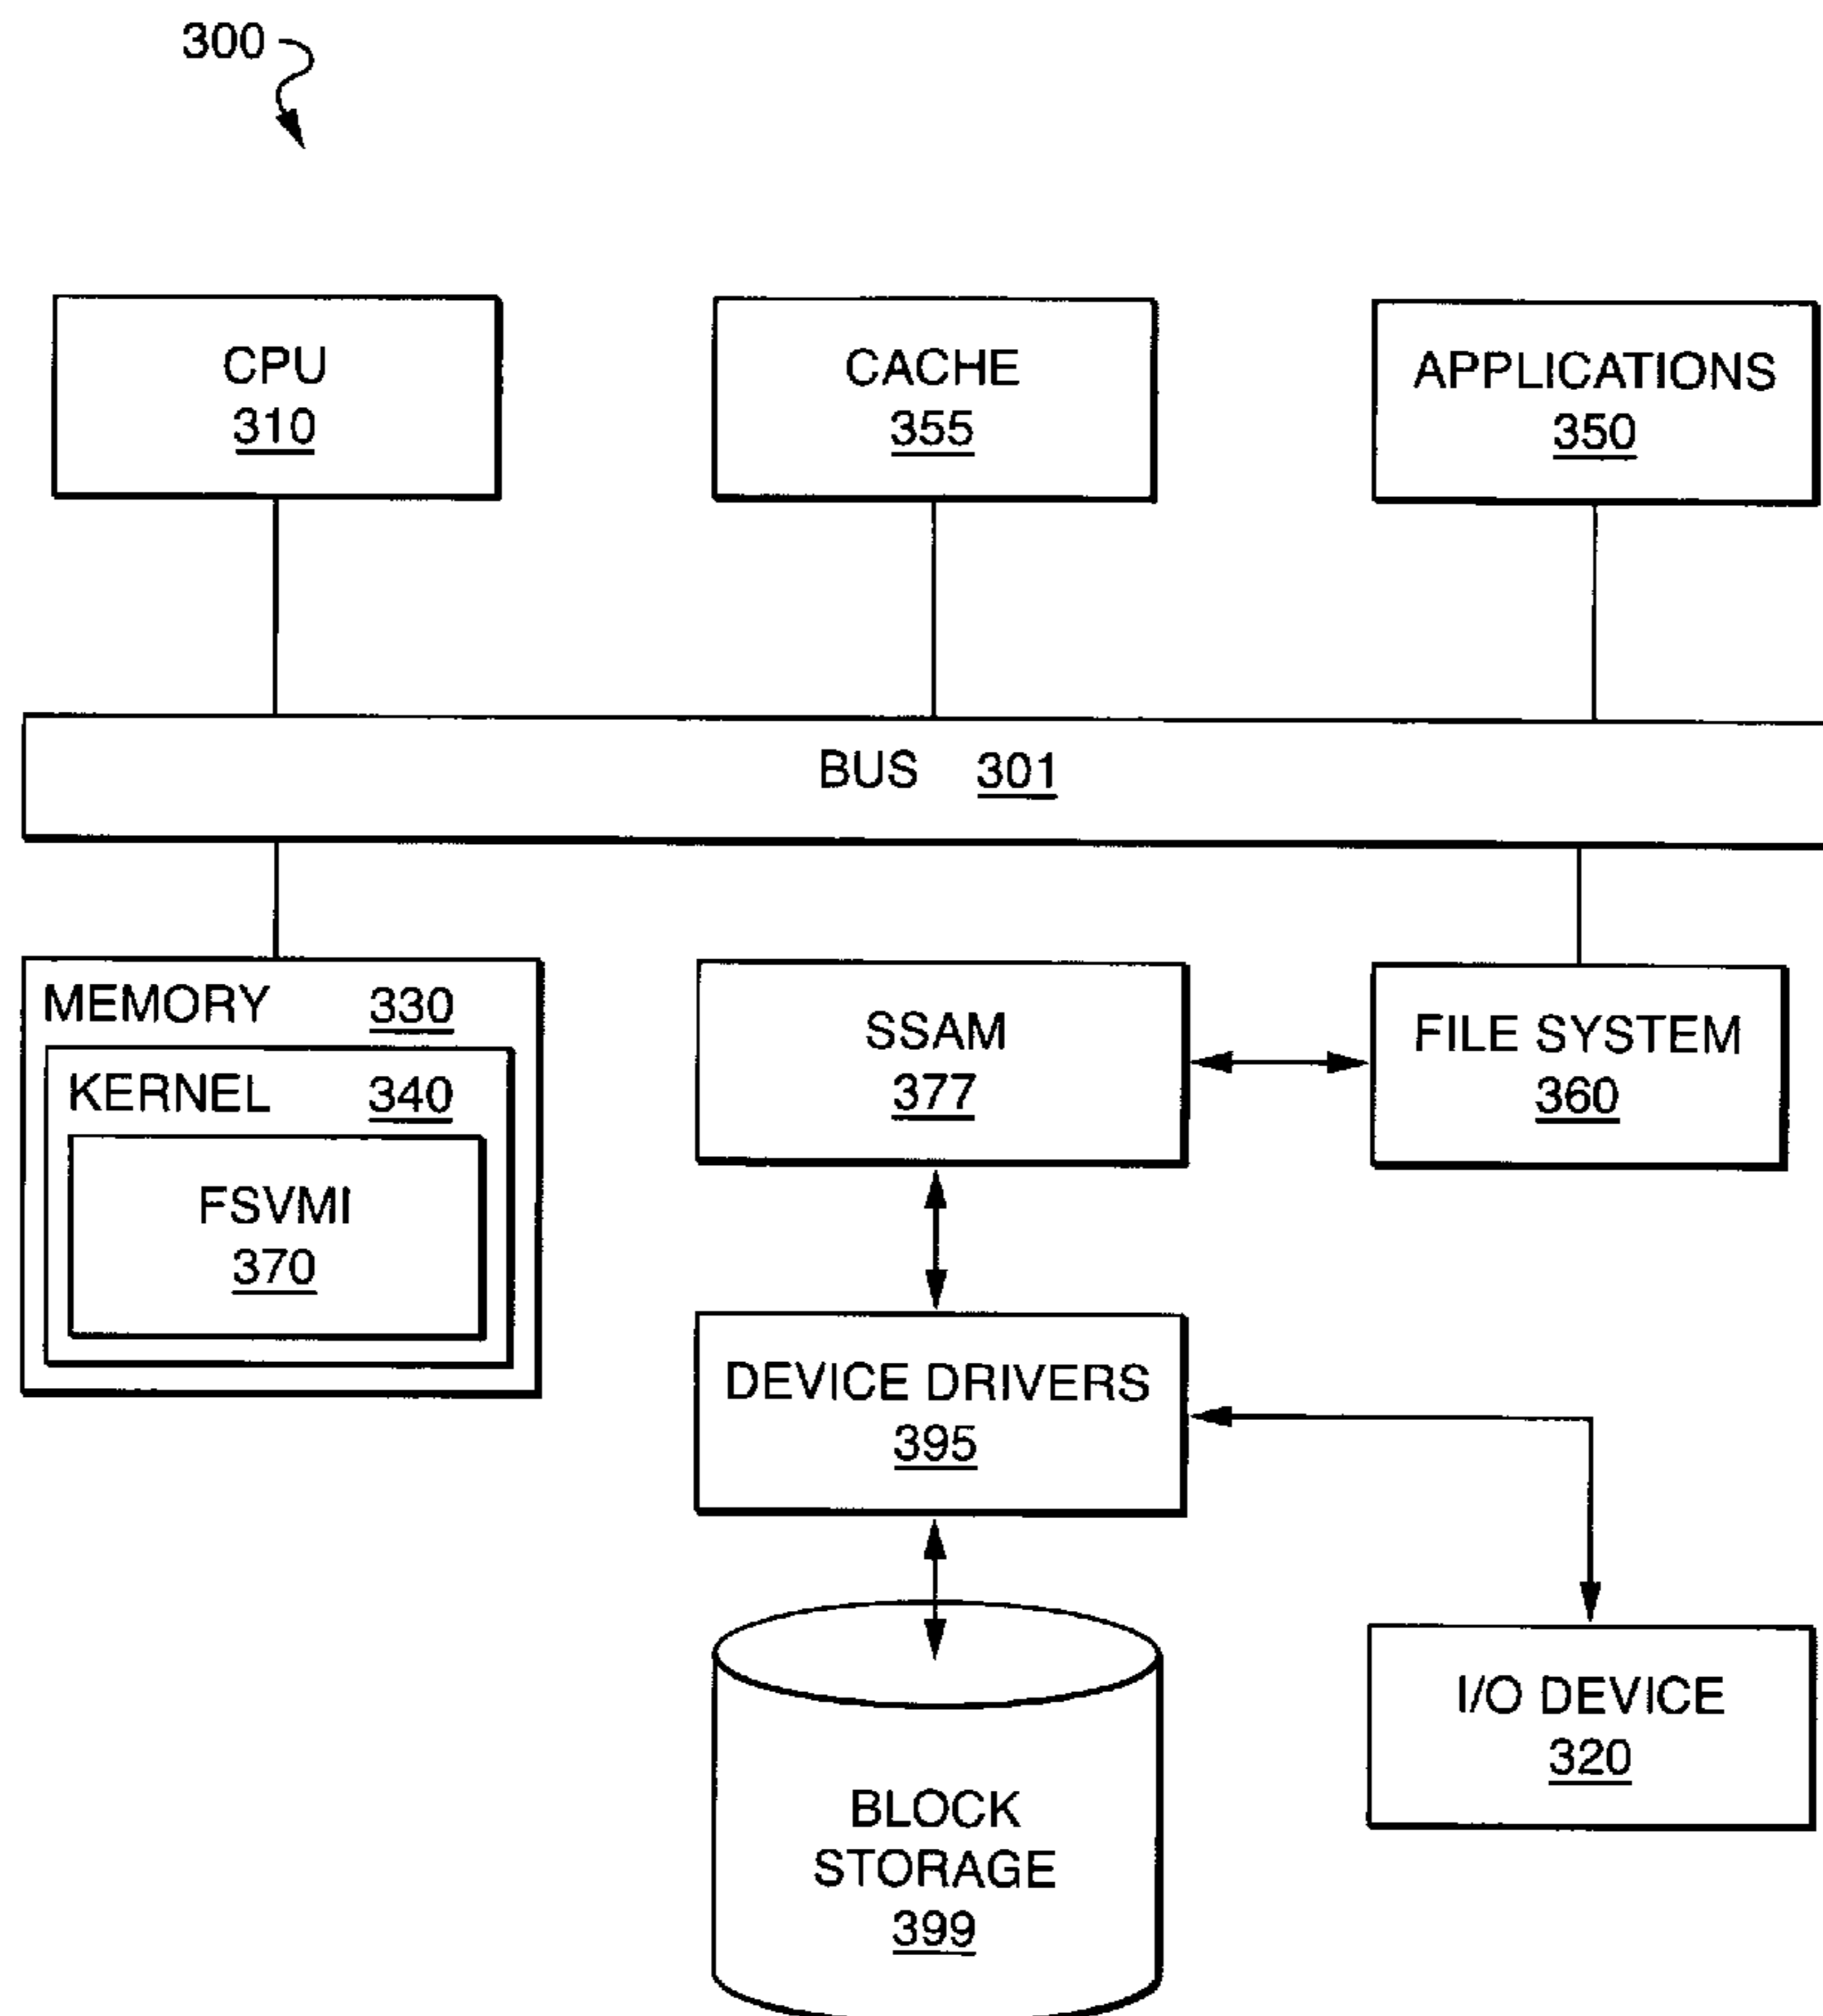 300
CPU
310
CACHE
355
APPLICATIONS
350
BUS 301
MEMORY 330
KERNEL 340
FSVMI
370
SSAM
377
FILE SYSTEM
360
DEVICE DRIVERS
395
I/O DEVICE
320
BLOCK
STORAGE
399